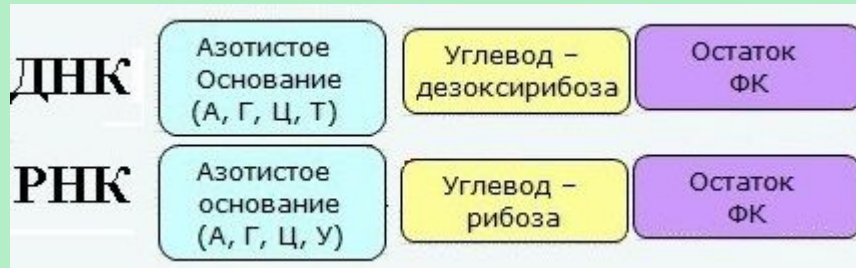 ДНК
Азотистое
Основание
(А, Г, Ц, Т)
Углевод –
дезоксирибоза
Остаток
ФК
РНК
Азотистое
основание
(А, Г, Ц, У)
Углевод –
рибоза
Остаток
ФК